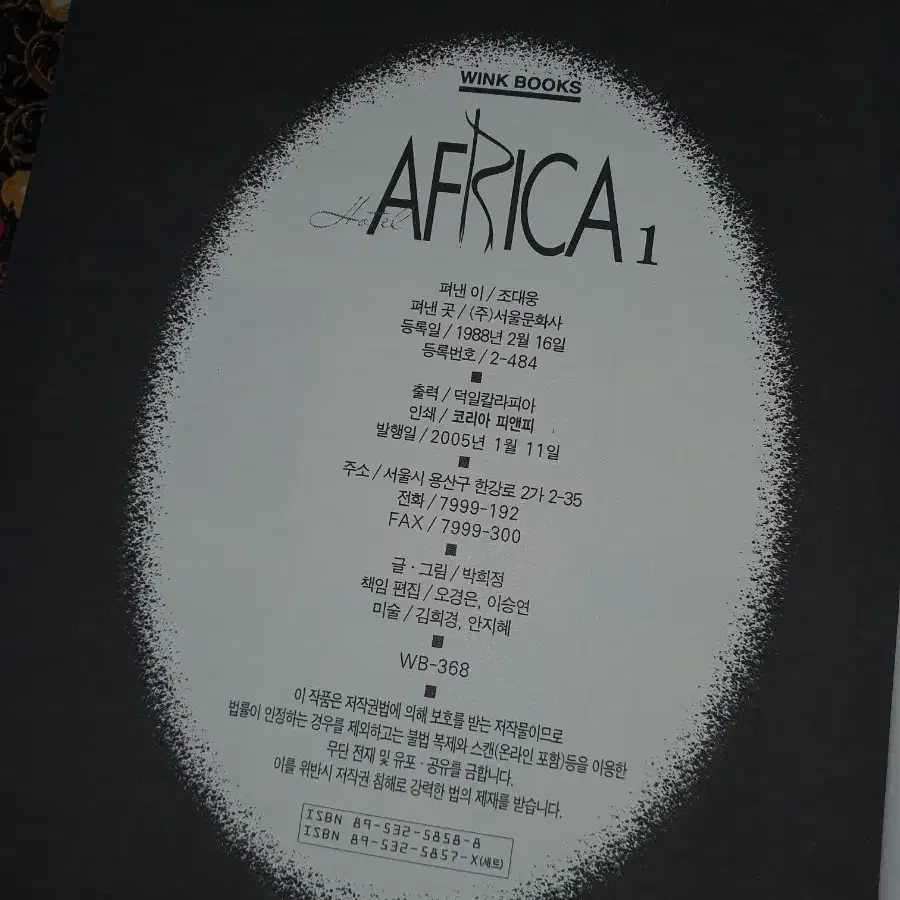 WINK BOOKS
Hotel AFRICA 1
펴낸 이 / 조대웅
펴낸 곳 / (주)서울문화사
등록일 / 1988년 2월 16일
등록번호 / 2-484
■
출력 / 덕일칼라피아
인쇄 / 코리아 피앤피
발행일 / 2005년 1월 11일
■
주소 / 서울시 용산구 한강로 2가 2-35
전화 / 7999-192
FAX / 7999-300
■
글·그림 / 박희정
책임 편집 / 오경은, 이승연
미술 / 김희경, 안지혜
■
WB-368
■
이 작품은 저작권법에 의해 보호를 받는 저작물이므로
법률이 인정하는 경우를 제외하고는 불법 복제와 스캔(온라인 포함)등을 이용한
무단 전재 및 유포·공유를 금합니다.
이를 위반시 저작권 침해로 강력한 법의 제재를 받습니다.
ISBN 89-532-5858-8
ISBN 89-532-5857-X(세트)